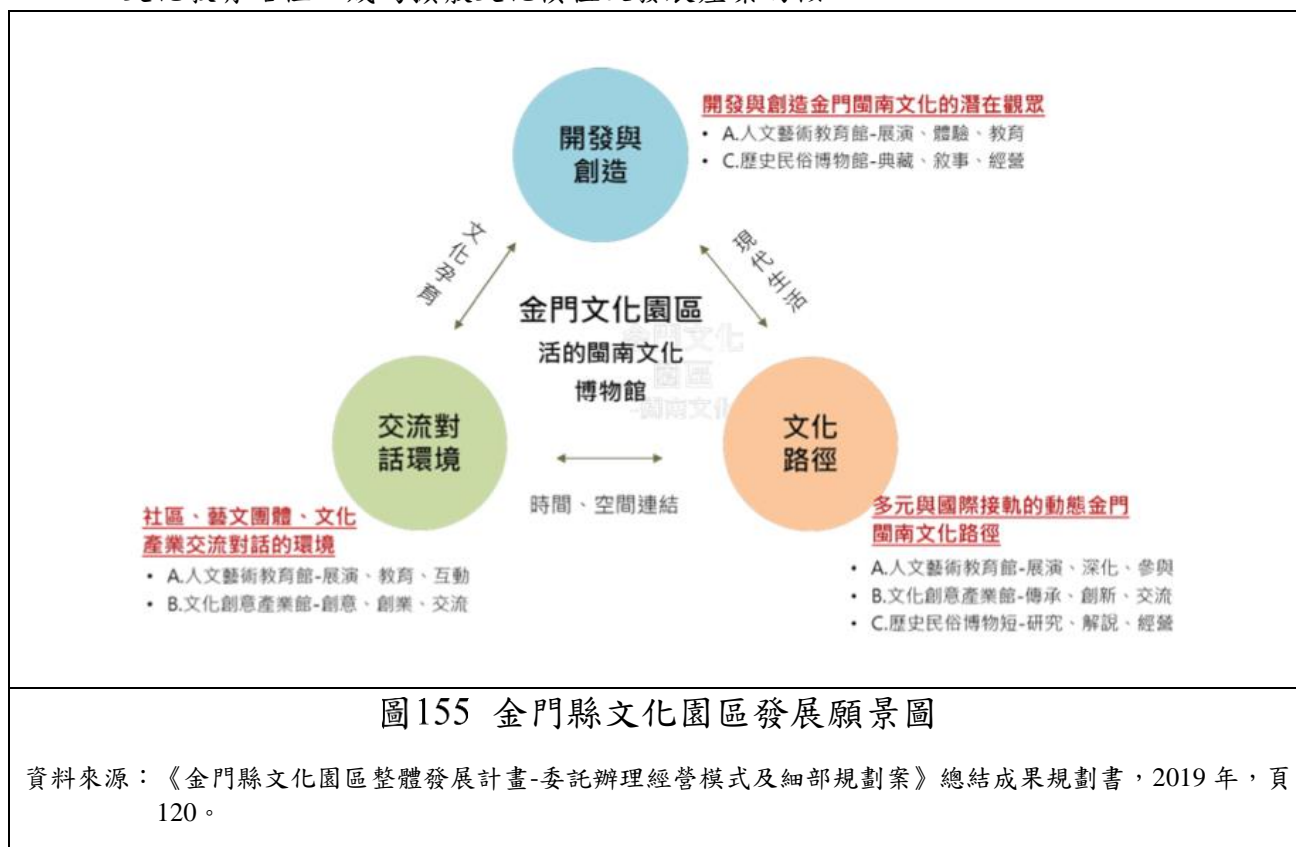 開發與
創造
開發與創造金門閩南文化的潛在觀眾
• A.人文藝術教育館-展演、體驗、教育
• C.歷史民俗博物館-典藏、敘事、經營
文化孕育
現代生活
金門文化園區
活的閩南文化
博物館
交流對
話環境
文化
路徑
時間、空間連結
社區、藝文團體、文化
產業交流對話的環境
• A.人文藝術教育館-展演、教育、互動
• B.文化創意產業館-創意、創業、交流
多元與國際接軌的動態金門
閩南文化路徑
• A.人文藝術教育館-展演、深化、參與
• B.文化創意產業館-傳承、創新、交流
• C.歷史民俗博物短-研究、解說、經營
圖155 金門縣文化園區發展願景圖
資料來源：《金門縣文化園區整體發展計畫-委託辦理經營模式及細部規劃案》總結成果規劃書，2019 年，頁
120。